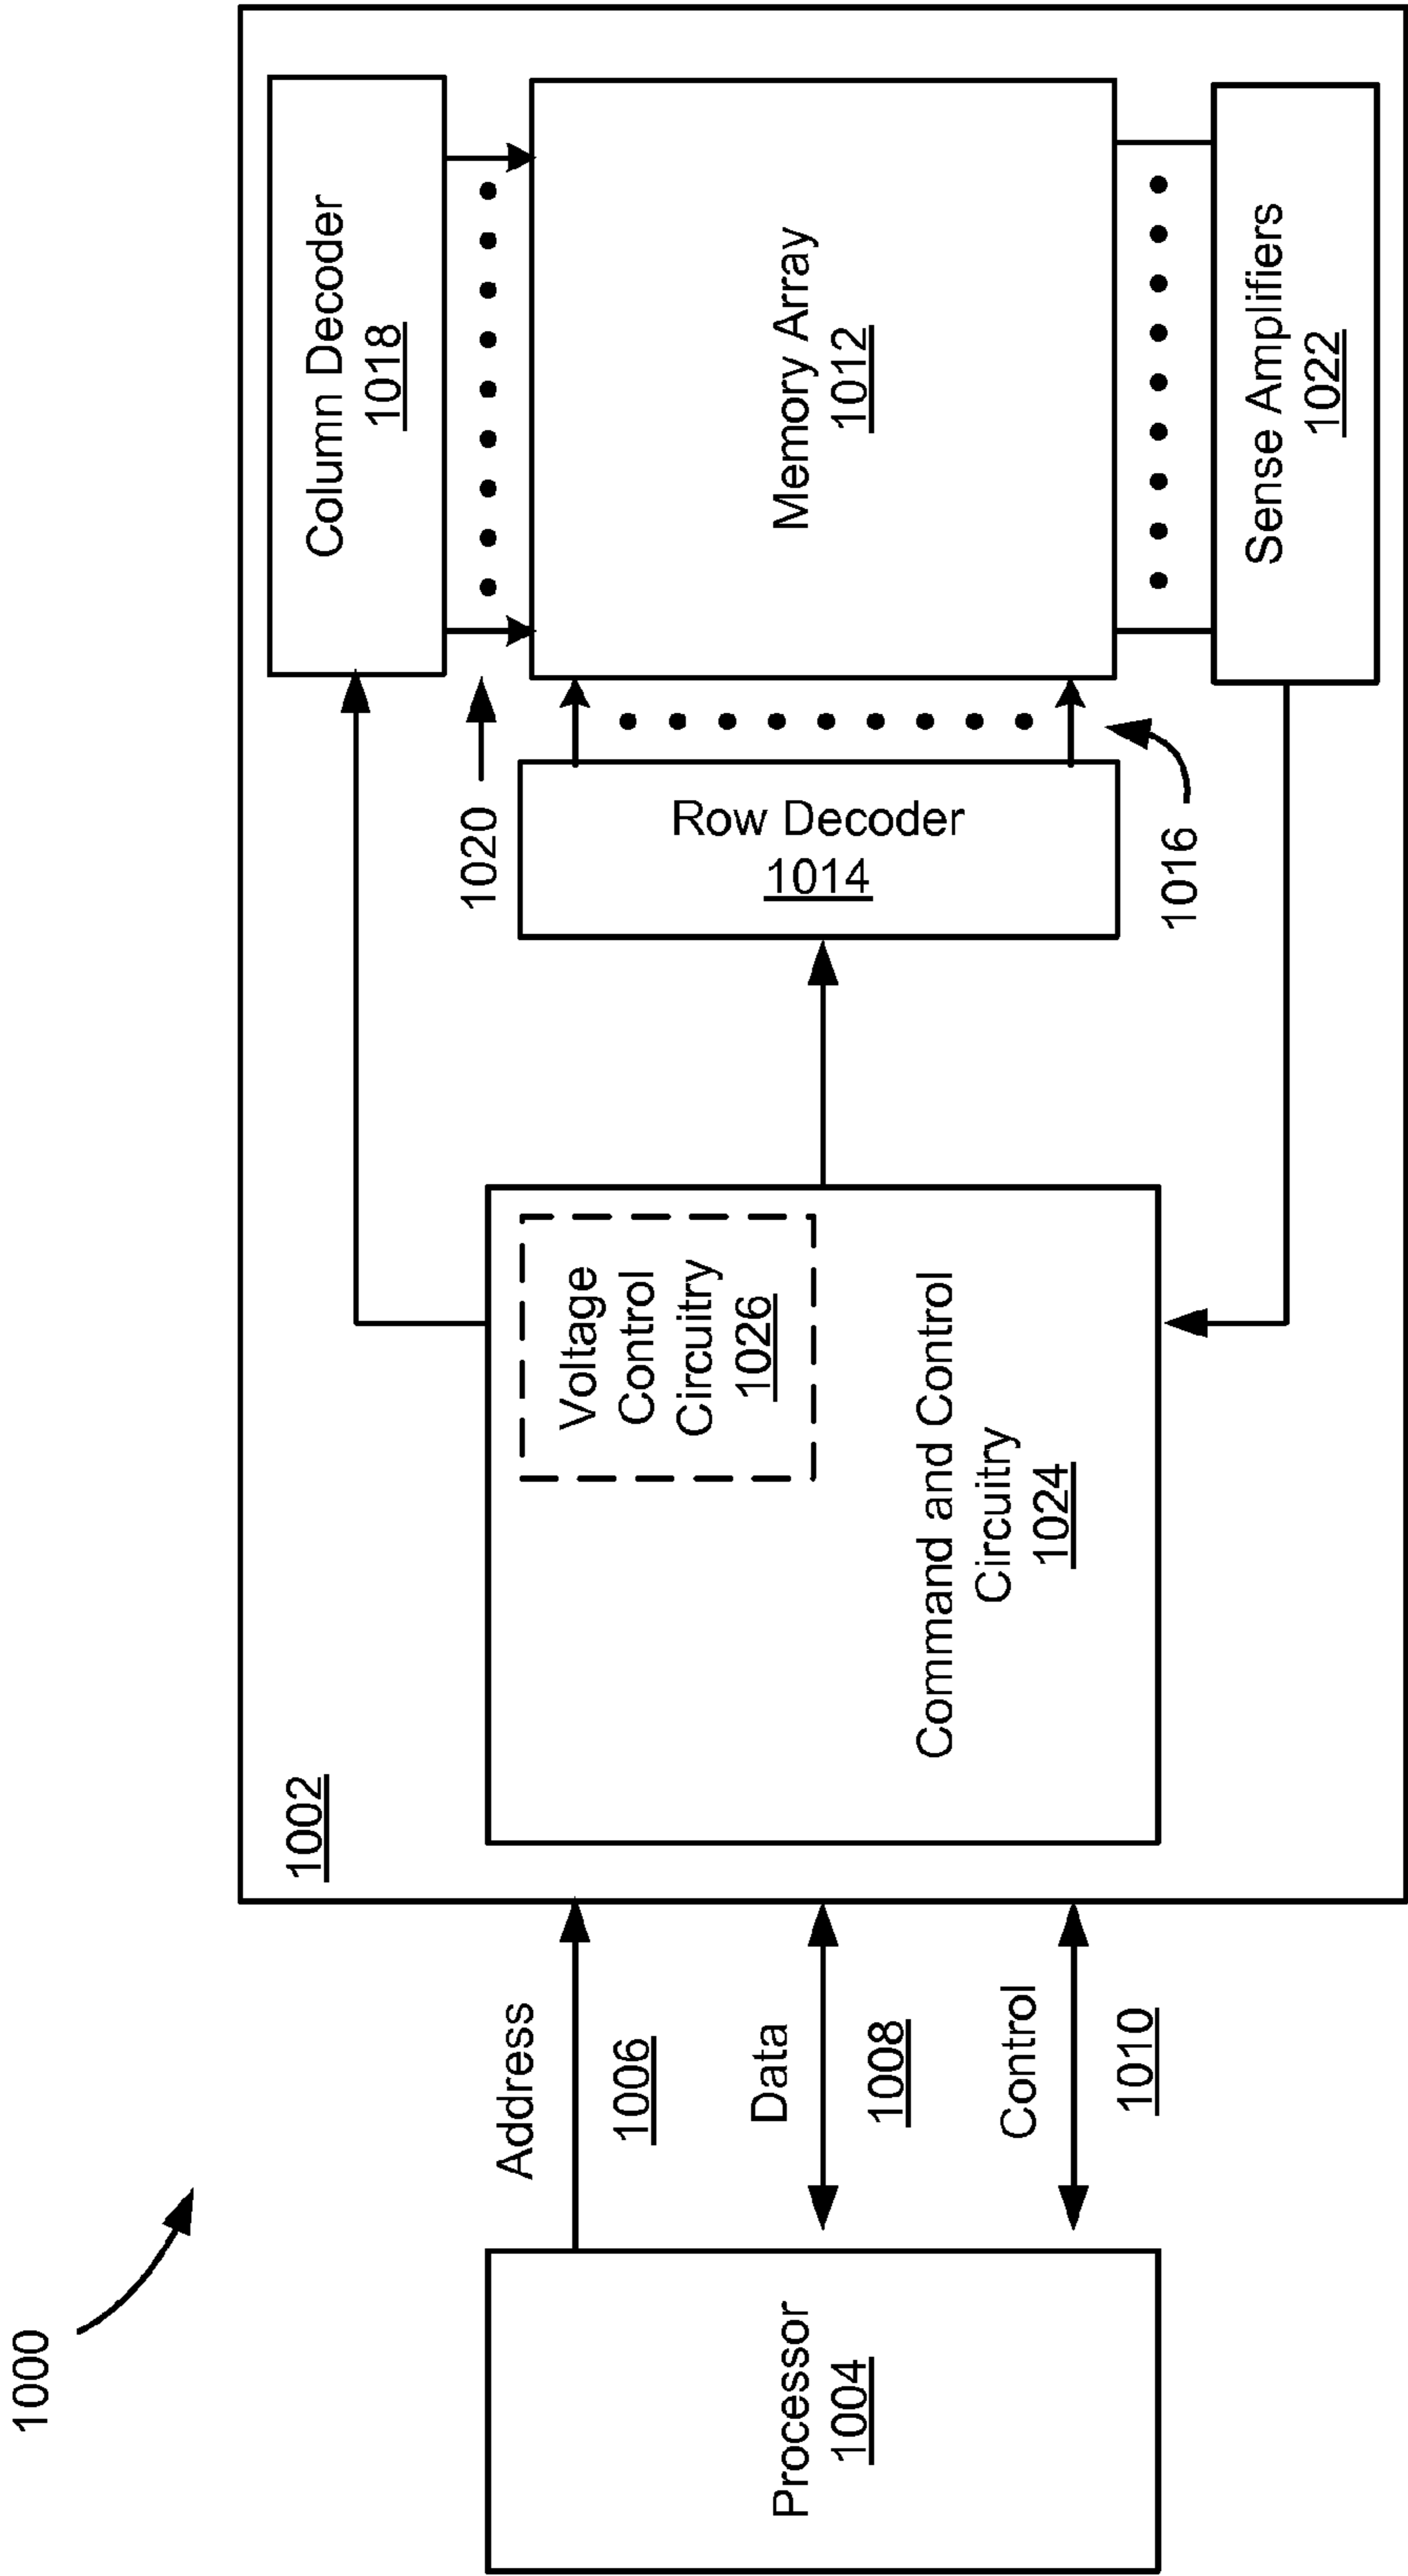 1000
1002
Column Decoder
1018
1020
Address
1006
Processor
1004
Data
1008
Control
1010
Voltage
Control
Circuitry
1026
Command and Control
Circuitry
1024
Row Decoder
1014
1016
Memory Array
1012
Sense Amplifiers
1022